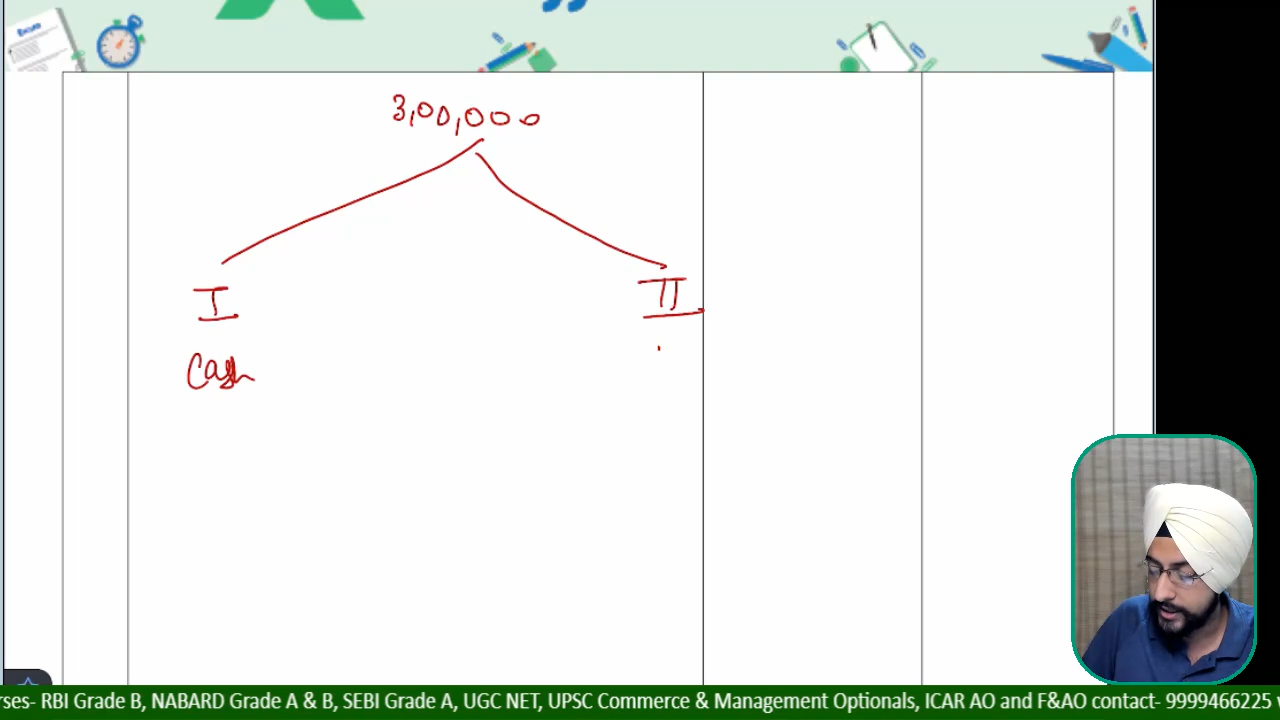 3,00,000
I
II
Cash
rses- RBI Grade B, NABARD Grade A & B, SEBI Grade A, UGC NET, UPSC Commerce & Management Optionals, ICAR AO and F&AO contact- 9999466225